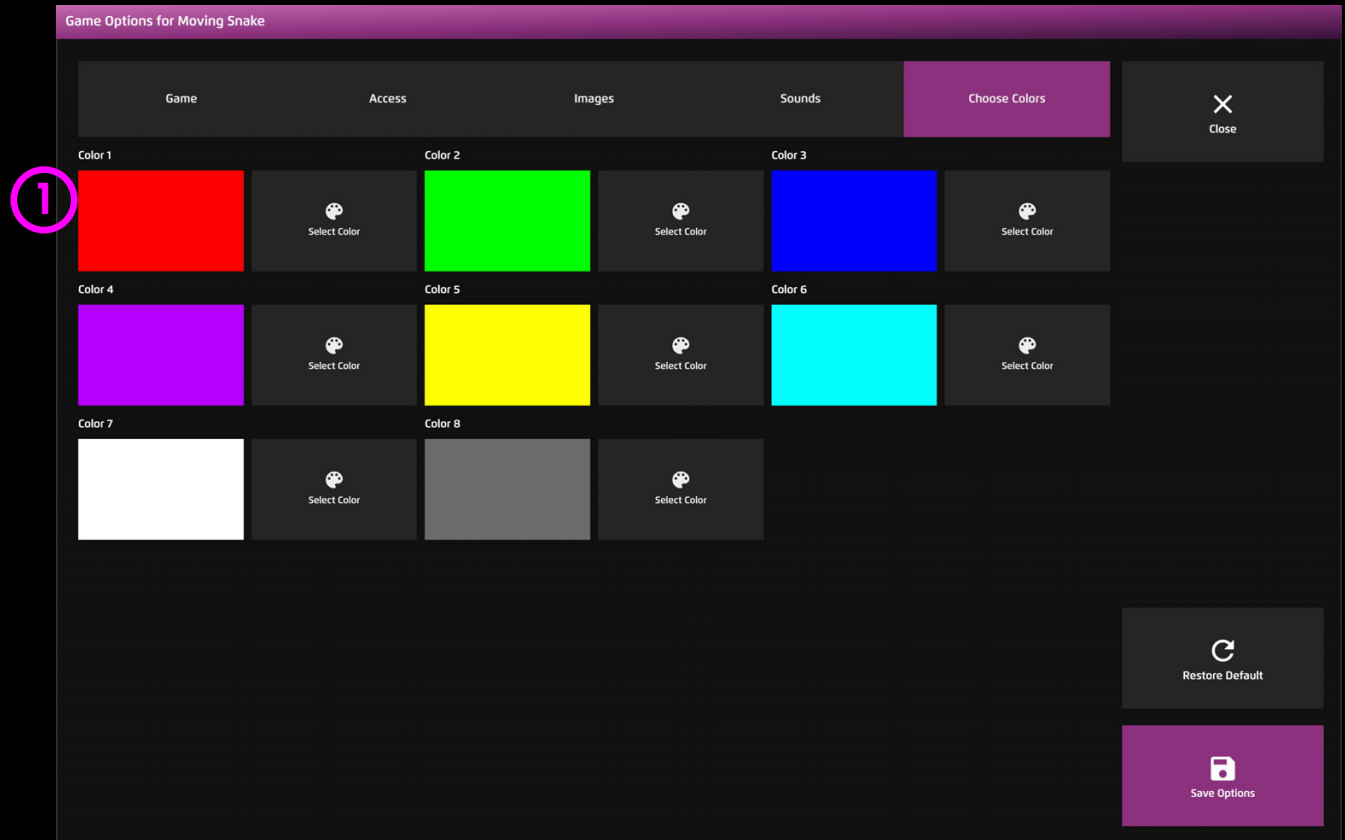 Game Options for Moving Snake
Game Access Images Sounds Choose Colors
Close
Color 1 Color 2 Color 3
1
Select Color Select Color Select Color
Color 4 Color 5 Color 6
Select Color Select Color Select Color
Color 7 Color 8
Select Color Select Color
Restore Default
Save Options